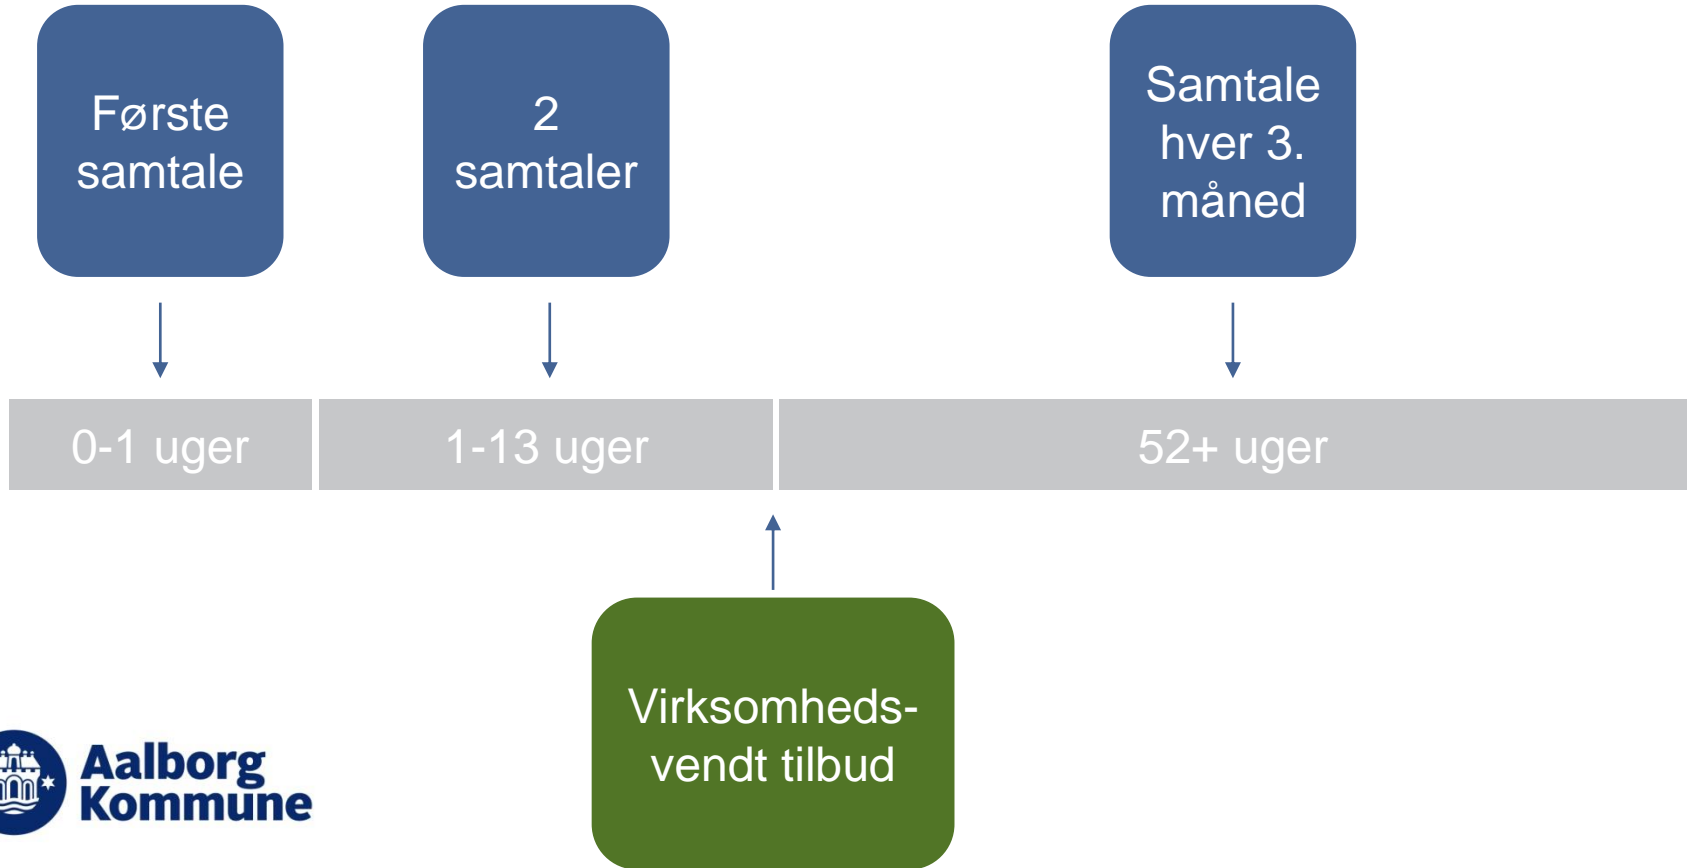 Første
samtale
2
samtaler
Samtale
hver 3.
måned
0-1 uger
1-13 uger
52+ uger
Virksomheds-
vendt tilbud
Aalborg
Kommune